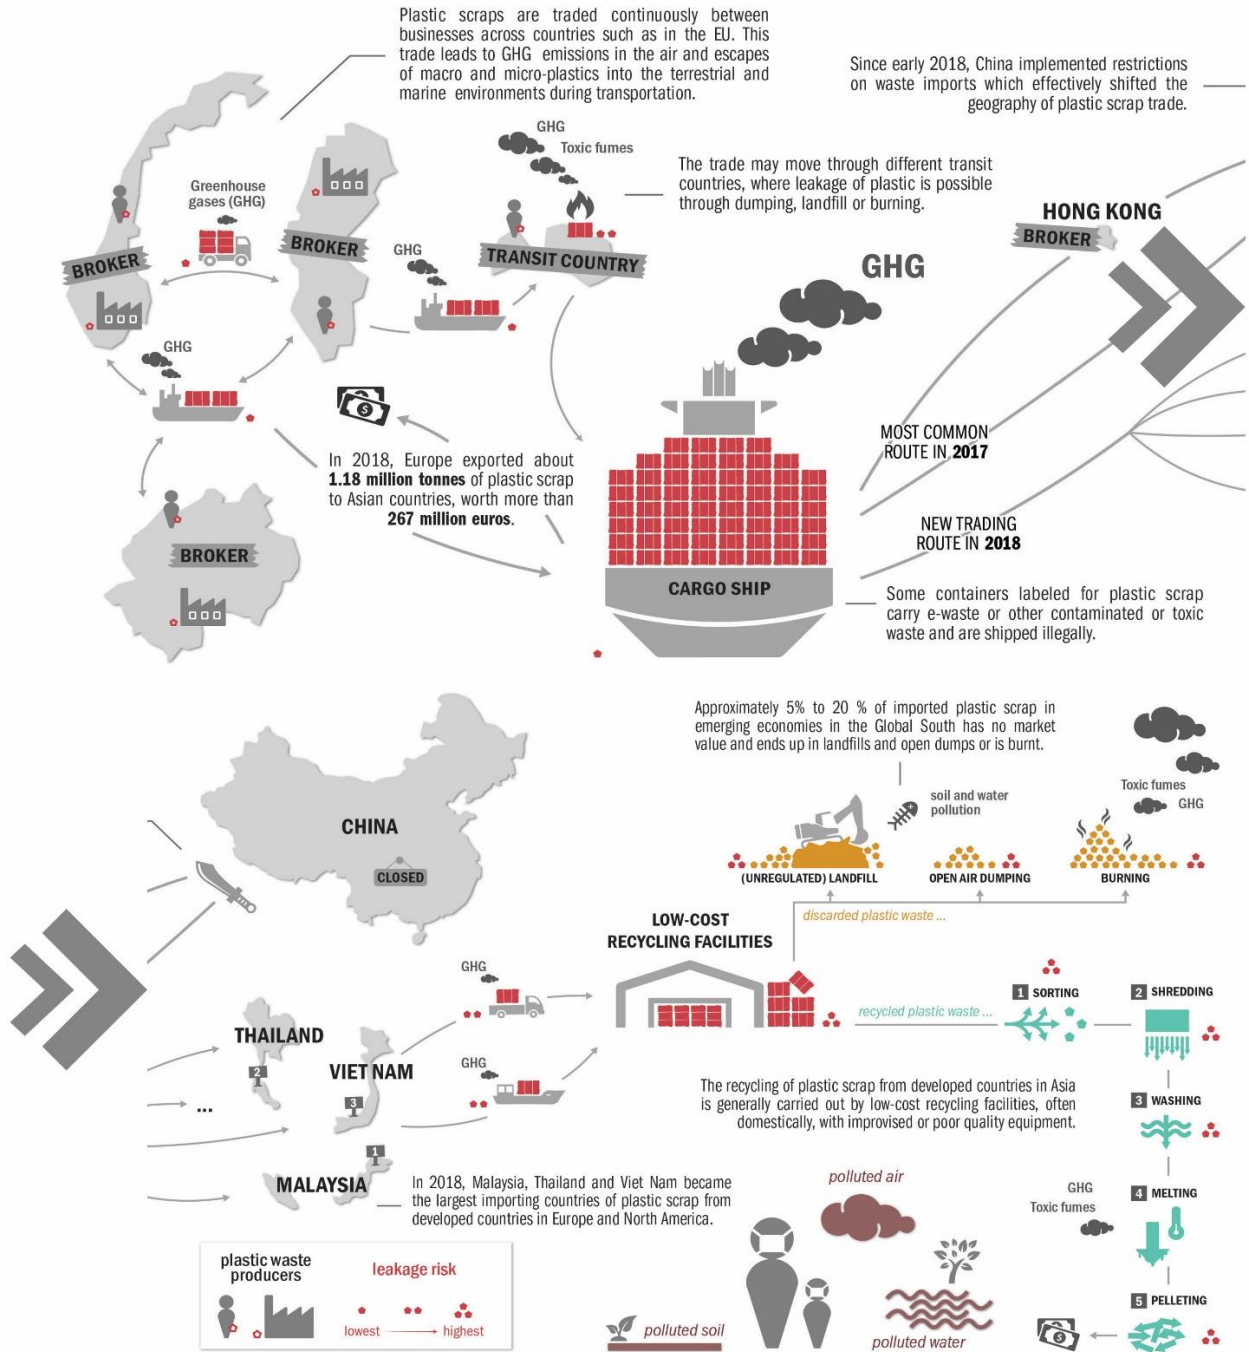 Plastic scraps are traded continuously between
businesses across countries such as in the EU. This
trade leads to GHG emissions in the air and escapes
of macro and micro-plastics into the terrestrial and
marine environments during transportation.
Since early 2018, China implemented restrictions
on waste imports which effectively shifted the
geography of plastic scrap trade.
GHG
Toxic fumes
The trade may move through different transit
countries, where leakage of plastic is possible
through dumping, landfill or burning.
Greenhouse
gases (GHG)
HONG KONG
BROKER
BROKER
BROKER
GHG
TRANSIT COUNTRY
GHG
GHG
MOST COMMON
ROUTE IN 2017
In 2018, Europe exported about
1.18 million tonnes of plastic scrap
to Asian countries, worth more than
267 million euros.
NEW TRADING
ROUTE IN 2018
BROKER
CARGO SHIP
Some containers labeled for plastic scrap
carry e-waste or other contaminated or toxic
waste and are shipped illegally.
Approximately 5% to 20 % of imported plastic scrap in
emerging economies in the Global South has no market
value and ends up in landfills and open dumps or is burnt.
Toxic fumes
GHG
soil and water
pollution
CHINA
CLOSED
(UNREGULATED) LANDFILL
OPEN AIR DUMPING
BURNING
discarded plastic waste ...
LOW-COST
RECYCLING FACILITIES
GHG
1 SORTING
2 SHREDDING
recycled plastic waste ...
THAILAND
2
VIET NAM
3
GHG
...
The recycling of plastic scrap from developed countries in Asia
is generally carried out by low-cost recycling facilities, often
domestically, with improvised or poor quality equipment.
3 WASHING
1
MALAYSIA
In 2018, Malaysia, Thailand and Viet Nam became
the largest importing countries of plastic scrap from
developed countries in Europe and North America.
polluted air
GHG
Toxic fumes
4 MELTING
plastic waste
producers
leakage risk
lowest
highest
polluted soil
polluted water
5 PELLETING